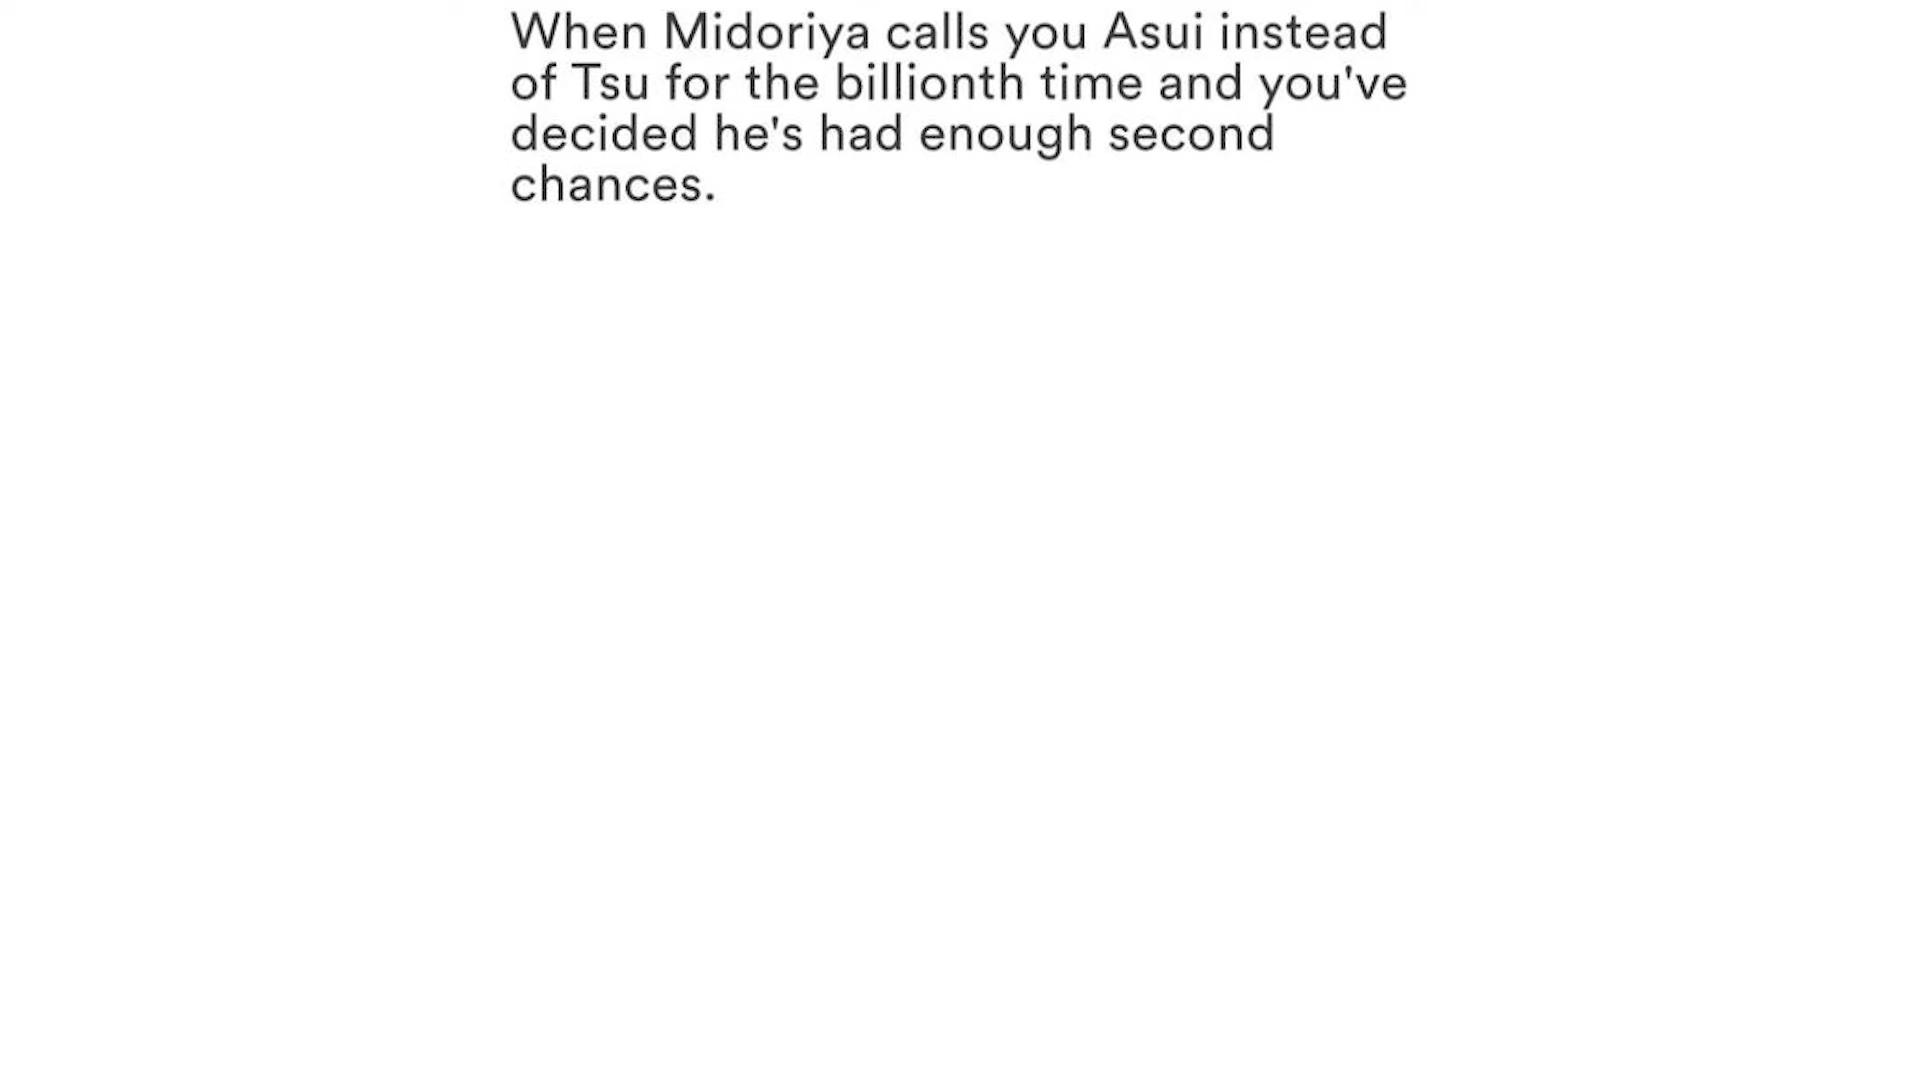 When Midoriya calls you Asui instead
of Tsu for the billionth time and you've
decided he's had enough second
chances.